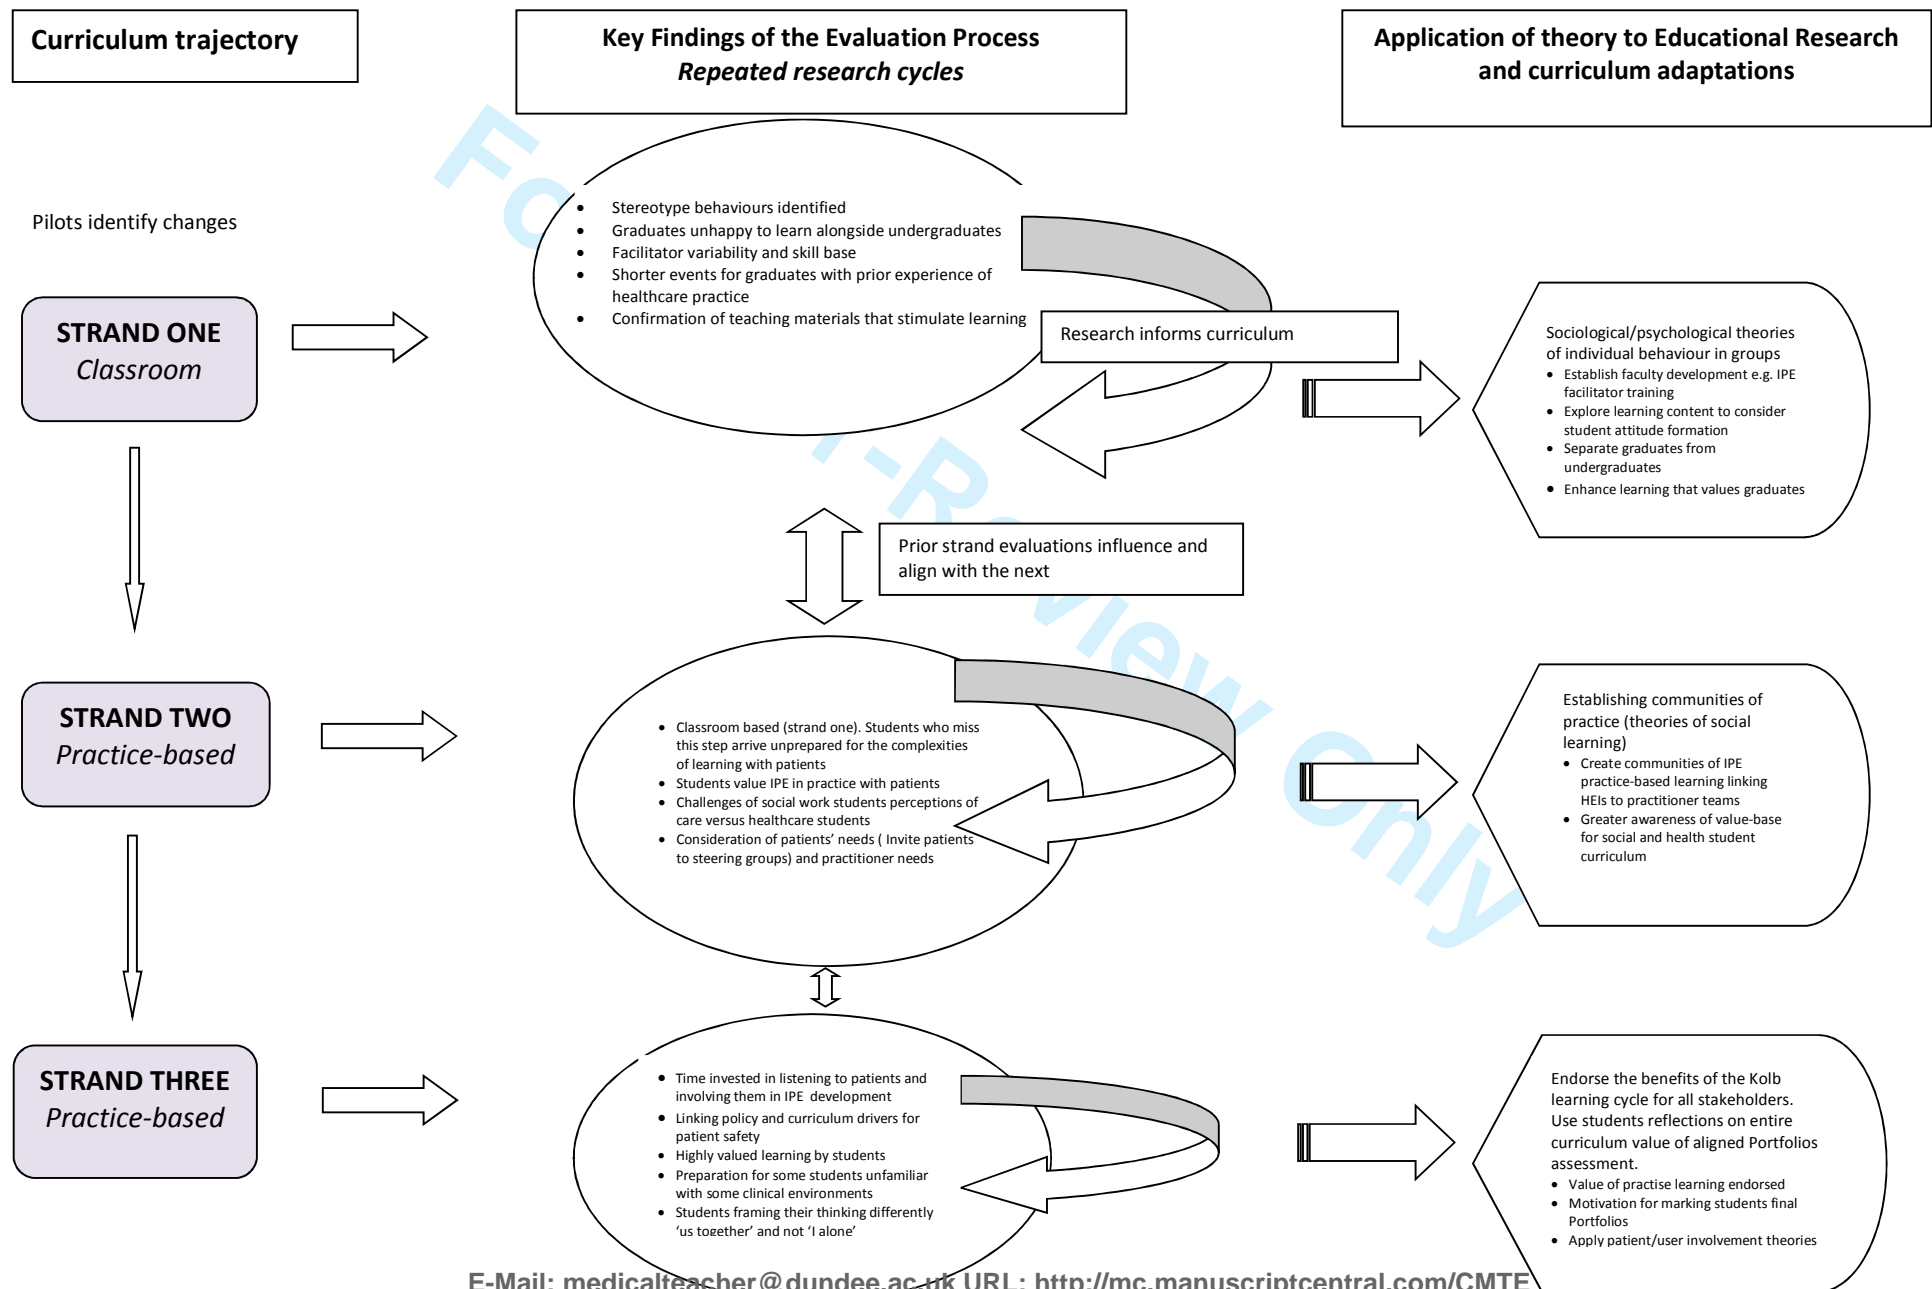 Curriculum trajectory
Key Findings of the Evaluation Process
Repeated research cycles
Application of theory to Educational Research
and curriculum adaptations
Pilots identify changes
STRAND ONE
Classroom
• Stereotype behaviours identified
• Graduates unhappy to learn alongside undergraduates
• Facilitator variability and skill base
• Shorter events for graduates with prior experience of
healthcare practice
• Confirmation of teaching materials that stimulate learning
Research informs curriculum
Sociological/psychological theories
of individual behaviour in groups
• Establish faculty development e.g. IPE
facilitator training
• Explore learning content to consider
student attitude formation
• Separate graduates from
undergraduates
• Enhance learning that values graduates
Prior strand evaluations influence and
align with the next
STRAND TWO
Practice-based
• Classroom based (strand one). Students who miss
this step arrive unprepared for the complexities
of learning with patients
• Students value IPE in practice with patients
• Challenges of social work students perceptions of
care versus healthcare students
• Consideration of patients’ needs ( Invite patients
to steering groups) and practitioner needs
Establishing communities of
practice (theories of social
learning)
• Create communities of IPE
practice-based learning linking
HEIs to practitioner teams
• Greater awareness of value-base
for social and health student
curriculum
STRAND THREE
Practice-based
• Time invested in listening to patients and
involving them in IPE development
• Linking policy and curriculum drivers for
patient safety
• Highly valued learning by students
• Preparation for some students unfamiliar
with some clinical environments
• Students framing their thinking differently
‘us together’ and not ‘I alone’
Endorse the benefits of the Kolb
learning cycle for all stakeholders.
Use students reflections on entire
curriculum value of aligned Portfolios
assessment.
• Value of practise learning endorsed
• Motivation for marking students final
Portfolios
• Apply patient/user involvement theories
E-Mail: medicalteacher@dundee.ac.uk URL: http://mc.manuscriptcentral.com/CMTE